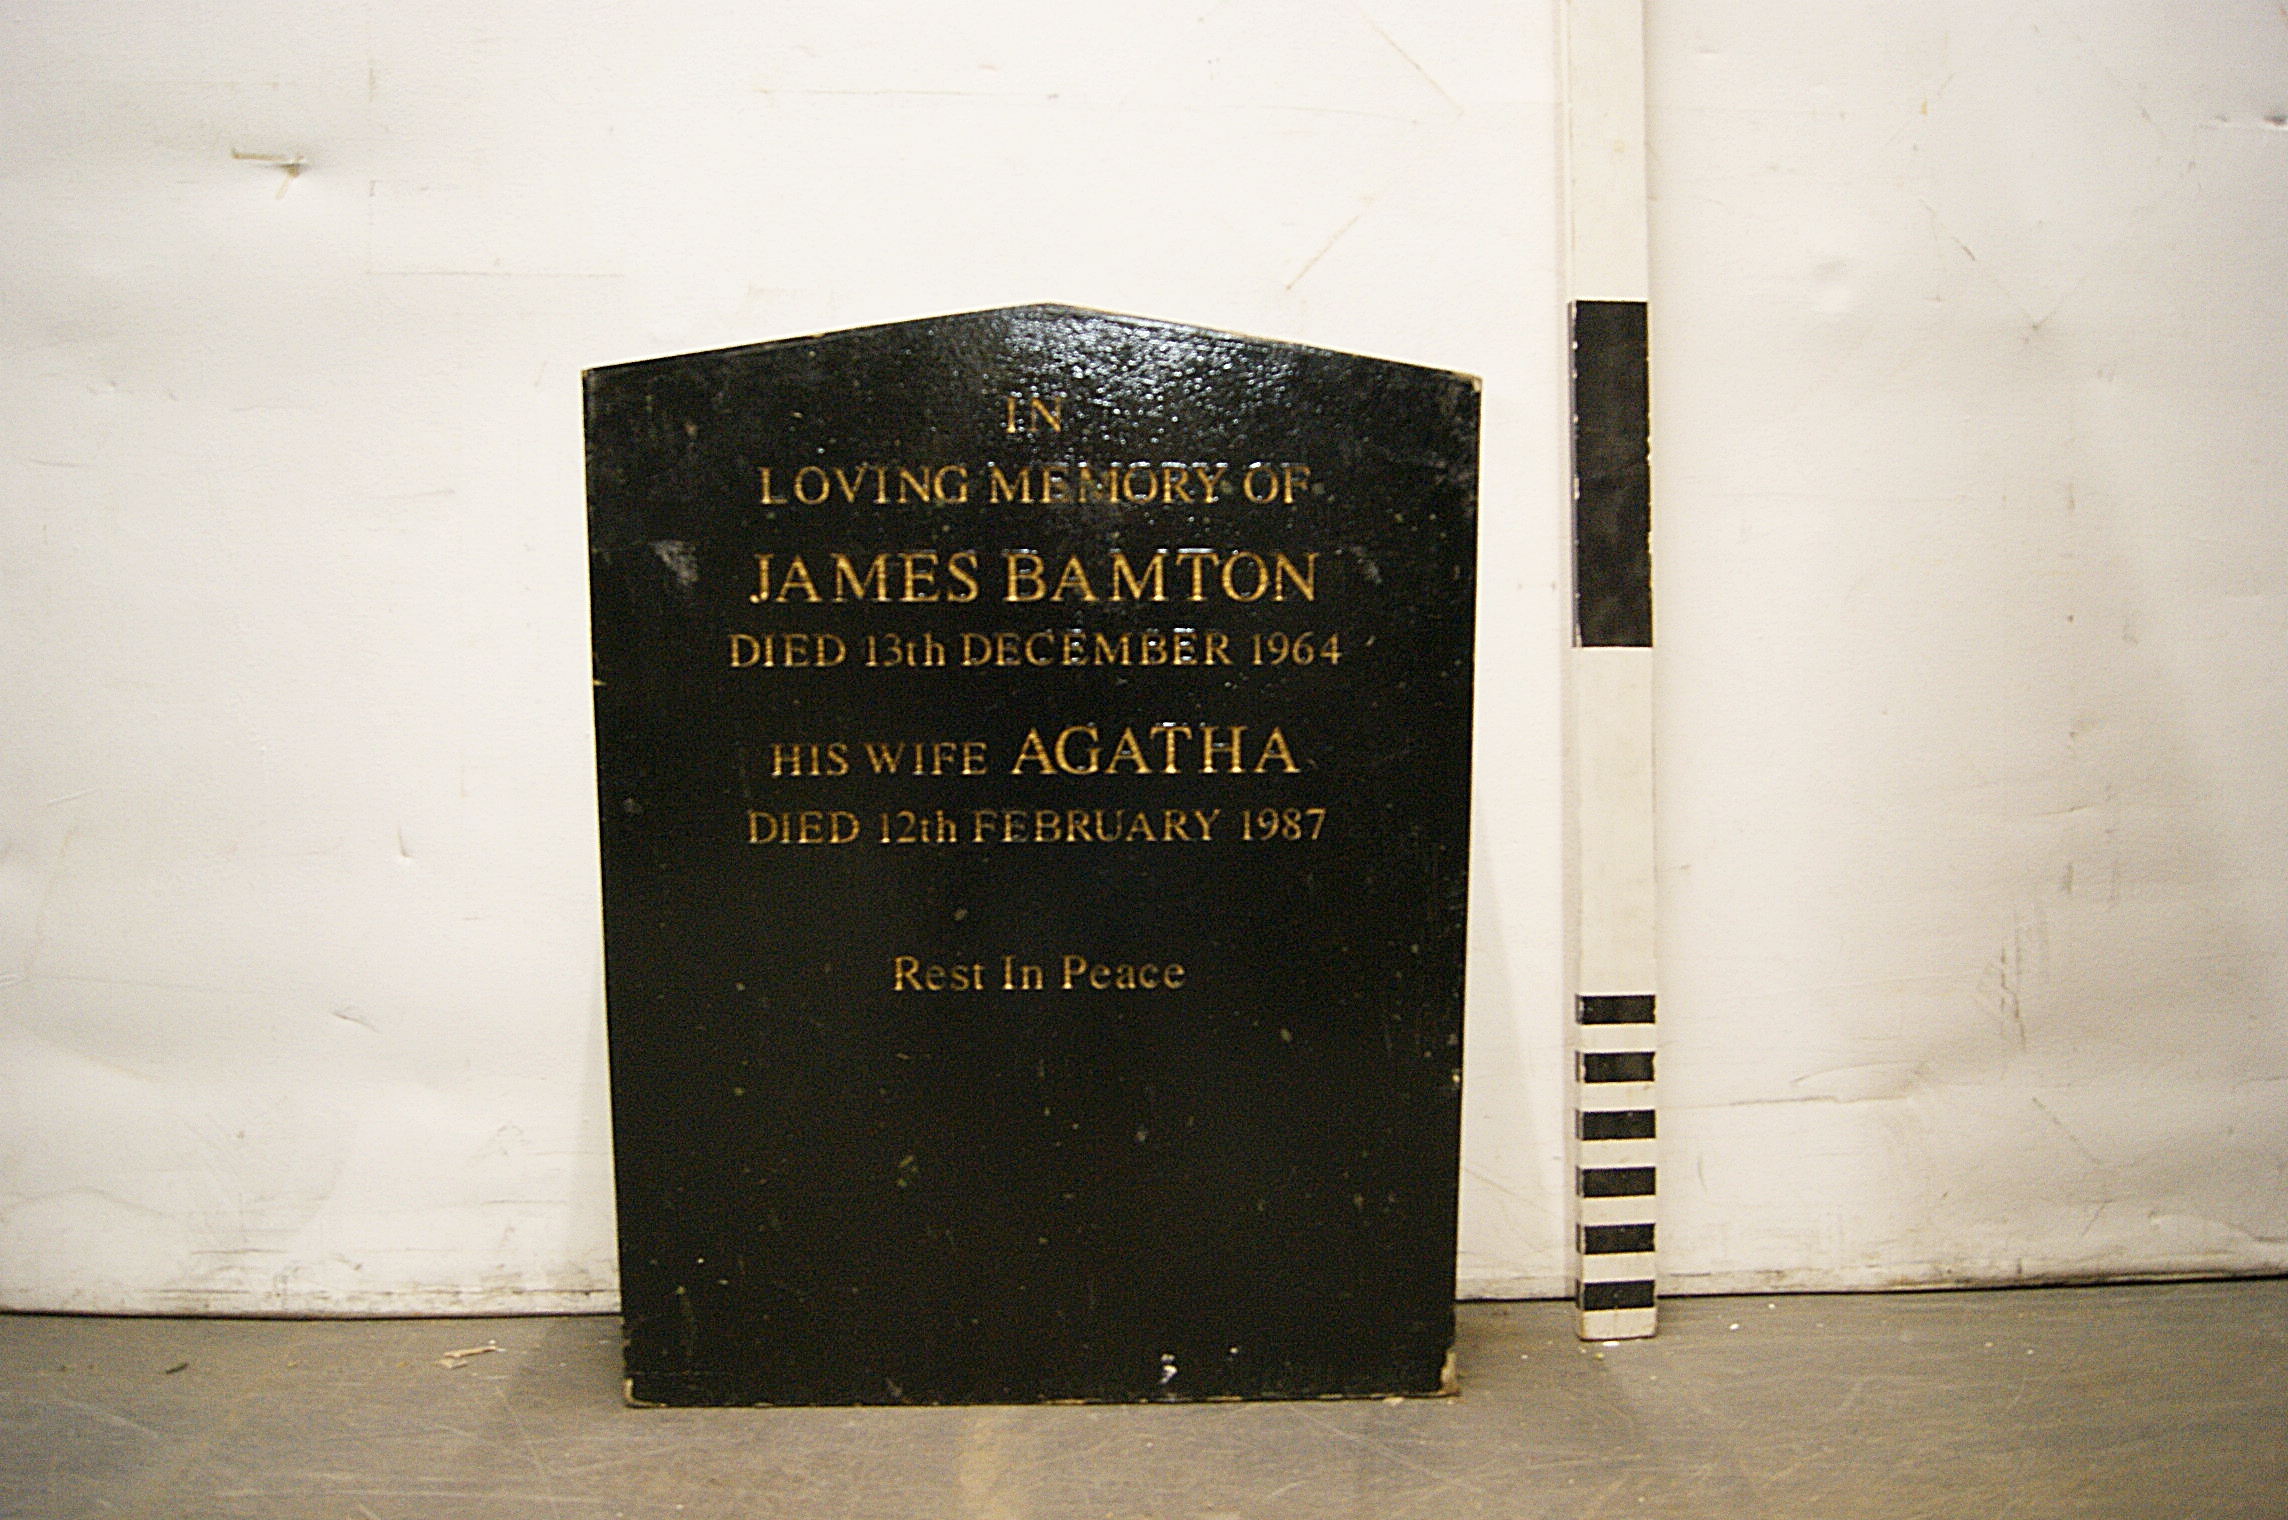 IN
LOVING MEMORY OF
JAMES BAMTON
DIED 13th DECEMBER 1964
HIS WIFE AGATHA
DIED 12th FEBRUARY 1987
Rest In Peace